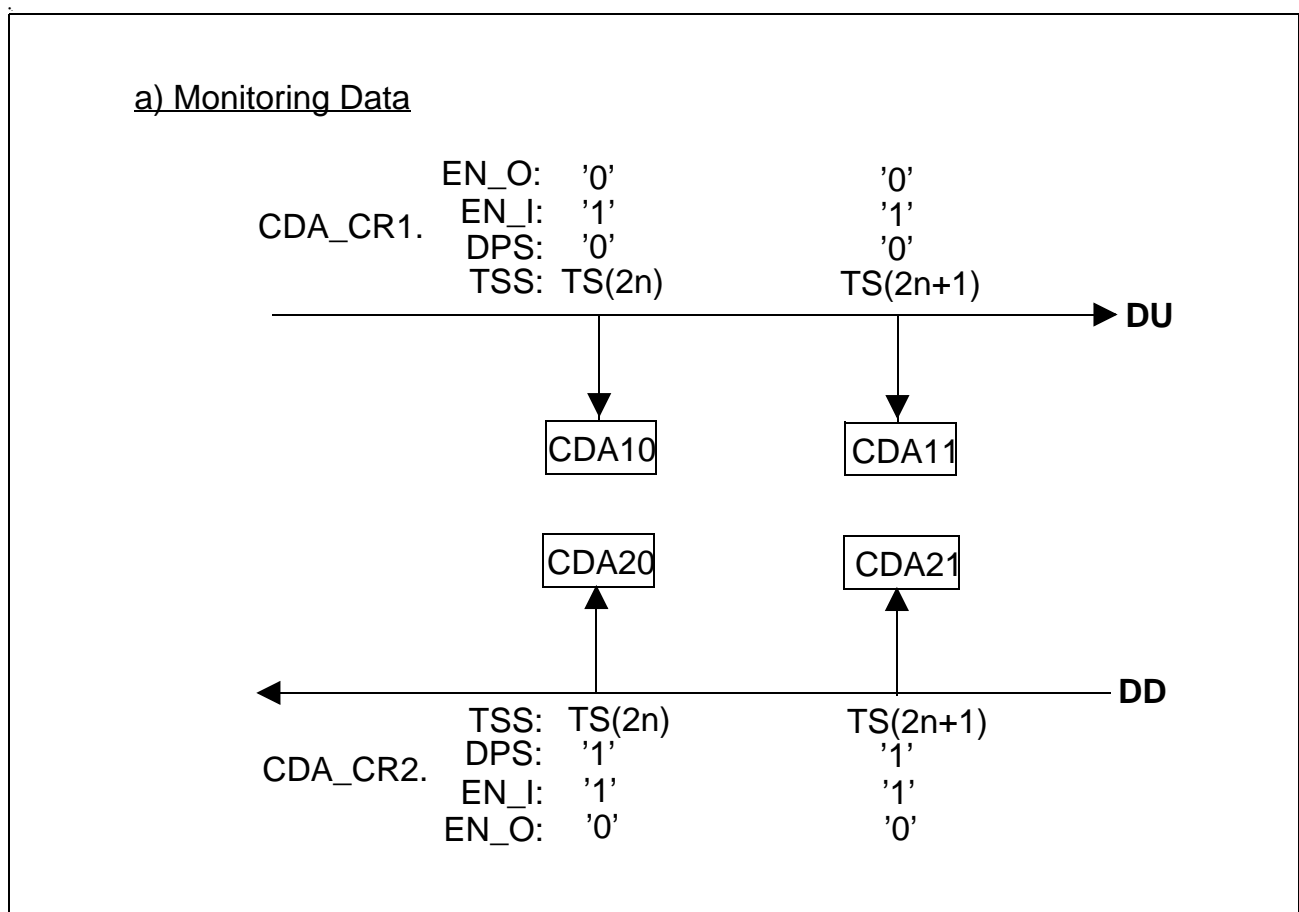 a) Monitoring Data
EN_O: ’0’ ’0’
EN_I: ’1’ ’1’
CDA_CR1.
DPS: ’0’ ’0’
TSS: TS(2n) TS(2n+1)
DU
CDA10 CDA11
CDA20 CDA21
DD
TSS: TS(2n) TS(2n+1)
DPS: ’1’ ’1’
CDA_CR2.
EN_I: ’1’ ’1’
EN_O: ’0’ ’0’